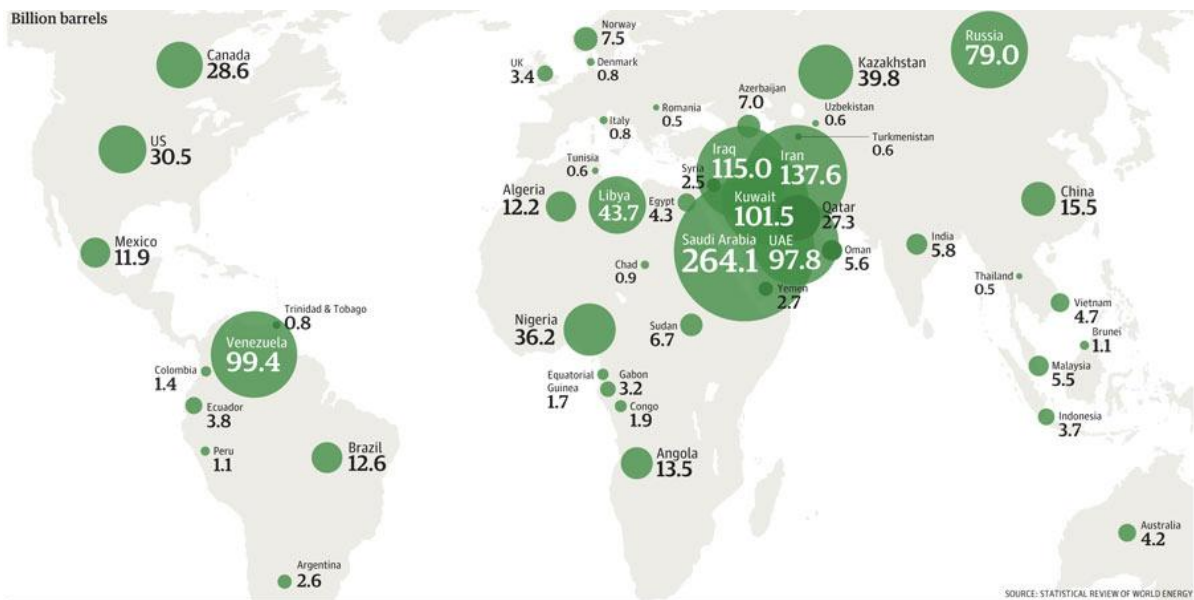 Billion barrels
Canada
28.6
US
30.5
Mexico
11.9
Trinidad & Tobago
0.8
Venezuela
99.4
Colombia
1.4
Ecuador
3.8
Peru
1.1
Brazil
12.6
Argentina
2.6
Norway
7.5
UK
3.4
Denmark
0.8
Romania
0.5
Italy
0.8
Tunisia
0.6
Algeria
12.2
Libya
43.7
Egypt
4.3
Chad
0.9
Nigeria
36.2
Sudan
6.7
Equatorial
Guinea
1.7
Gabon
3.2
Congo
1.9
Angola
13.5
Russia
79.0
Kazakhstan
39.8
Azerbaijan
7.0
Uzbekistan
0.6
Turkmenistan
0.6
Syria
2.5
Iraq
115.0
Iran
137.6
Kuwait
101.5
Qatar
27.3
Saudi Arabia
264.1
UAE
97.8
Oman
5.6
Yemen
2.7
China
15.5
India
5.8
Thailand
0.5
Vietnam
4.7
Brunei
1.1
Malaysia
5.5
Indonesia
3.7
Australia
4.2
SOURCE: STATISTICAL REVIEW OF WORLD ENERGY